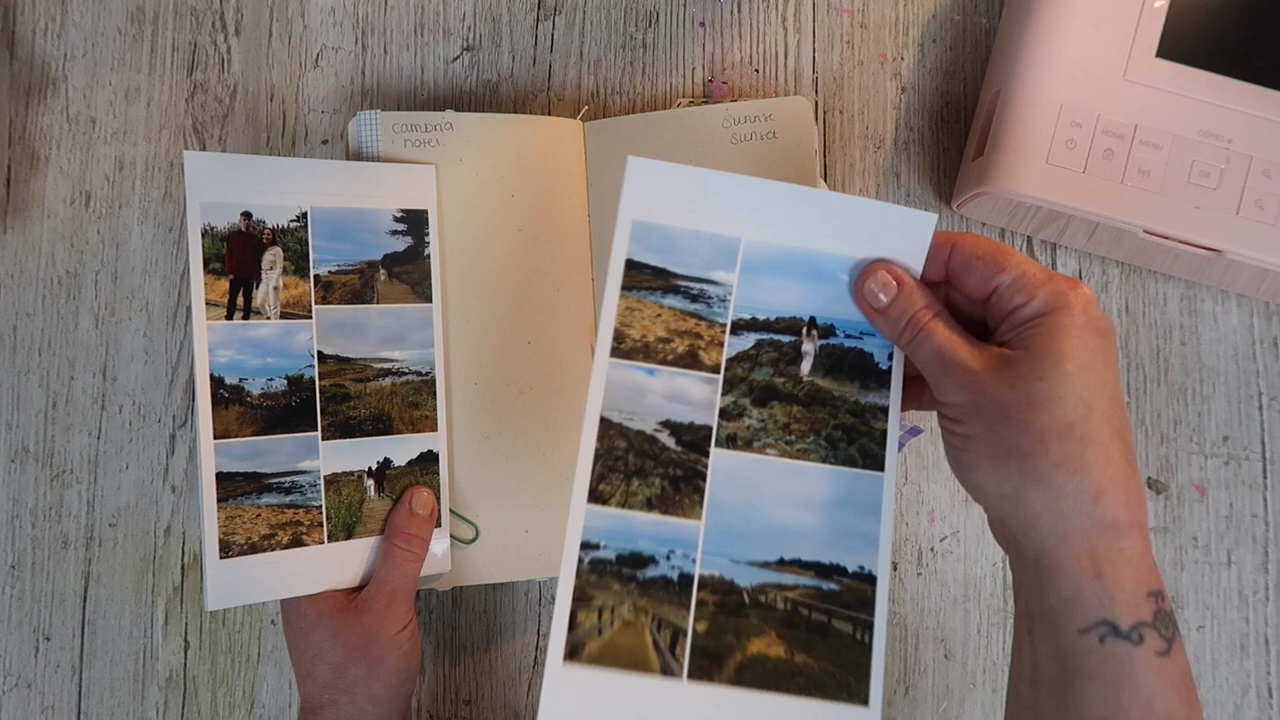 Cambria
hotel.
Sunrise
Sunset.
ON
HOME
MENU
COPIES +
OK